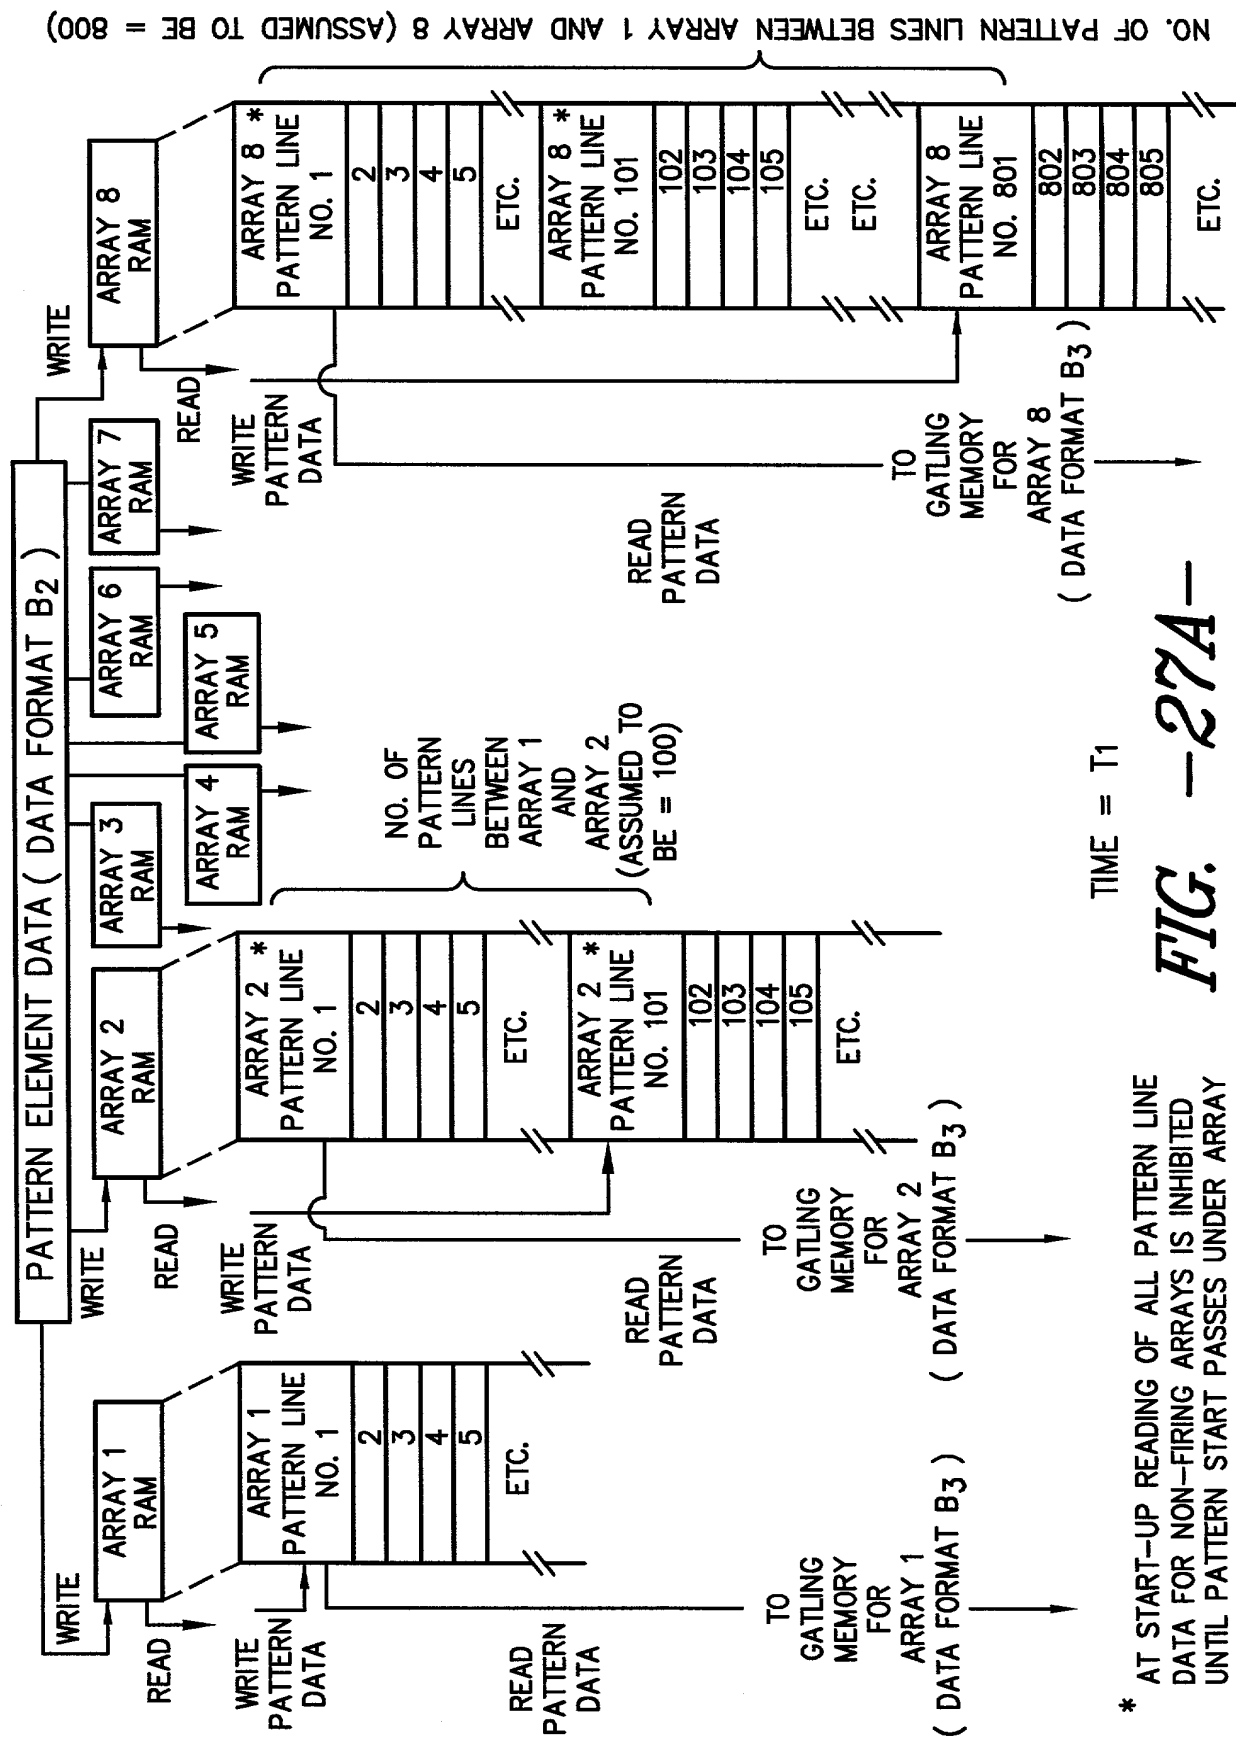 PATTERN ELEMENT DATA ( DATA FORMAT B2 )
WRITE
ARRAY 1
RAM
READ
WRITE
PATTERN
DATA
ARRAY 1
PATTERN LINE
NO. 1
2
3
4
5
ETC.
READ
PATTERN
DATA
TO
GATLING
MEMORY
FOR
ARRAY 1
( DATA FORMAT B3 )
WRITE
ARRAY 2
RAM
READ
WRITE
PATTERN
DATA
ARRAY 2 *
PATTERN LINE
NO. 1
2
3
4
5
ETC.
ARRAY 2 *
PATTERN LINE
NO. 101
102
103
104
105
ETC.
READ
PATTERN
DATA
TO
GATLING
MEMORY
FOR
ARRAY 2
( DATA FORMAT B3 )
NO. OF
PATTERN
LINES
BETWEEN
ARRAY 1
AND
ARRAY 2
(ASSUMED TO
BE = 100)
ARRAY 3
RAM
ARRAY 4
RAM
ARRAY 5
RAM
ARRAY 6
RAM
ARRAY 7
RAM
WRITE
ARRAY 8
RAM
READ
WRITE
PATTERN
DATA
ARRAY 8 *
PATTERN LINE
NO. 1
2
3
4
5
ETC.
ARRAY 8 *
PATTERN LINE
NO. 101
102
103
104
105
ETC.
ETC.
ARRAY 8
PATTERN LINE
NO. 801
802
803
804
805
ETC.
READ
PATTERN
DATA
TO
GATLING
MEMORY
FOR
ARRAY 8
( DATA FORMAT B3 )
NO. OF PATTERN LINES BETWEEN ARRAY 1 AND ARRAY 8 (ASSUMED TO BE = 800)
TIME = T1
* AT START-UP READING OF ALL PATTERN LINE
DATA FOR NON-FIRING ARRAYS IS INHIBITED
UNTIL PATTERN START PASSES UNDER ARRAY
FIG. -27A-